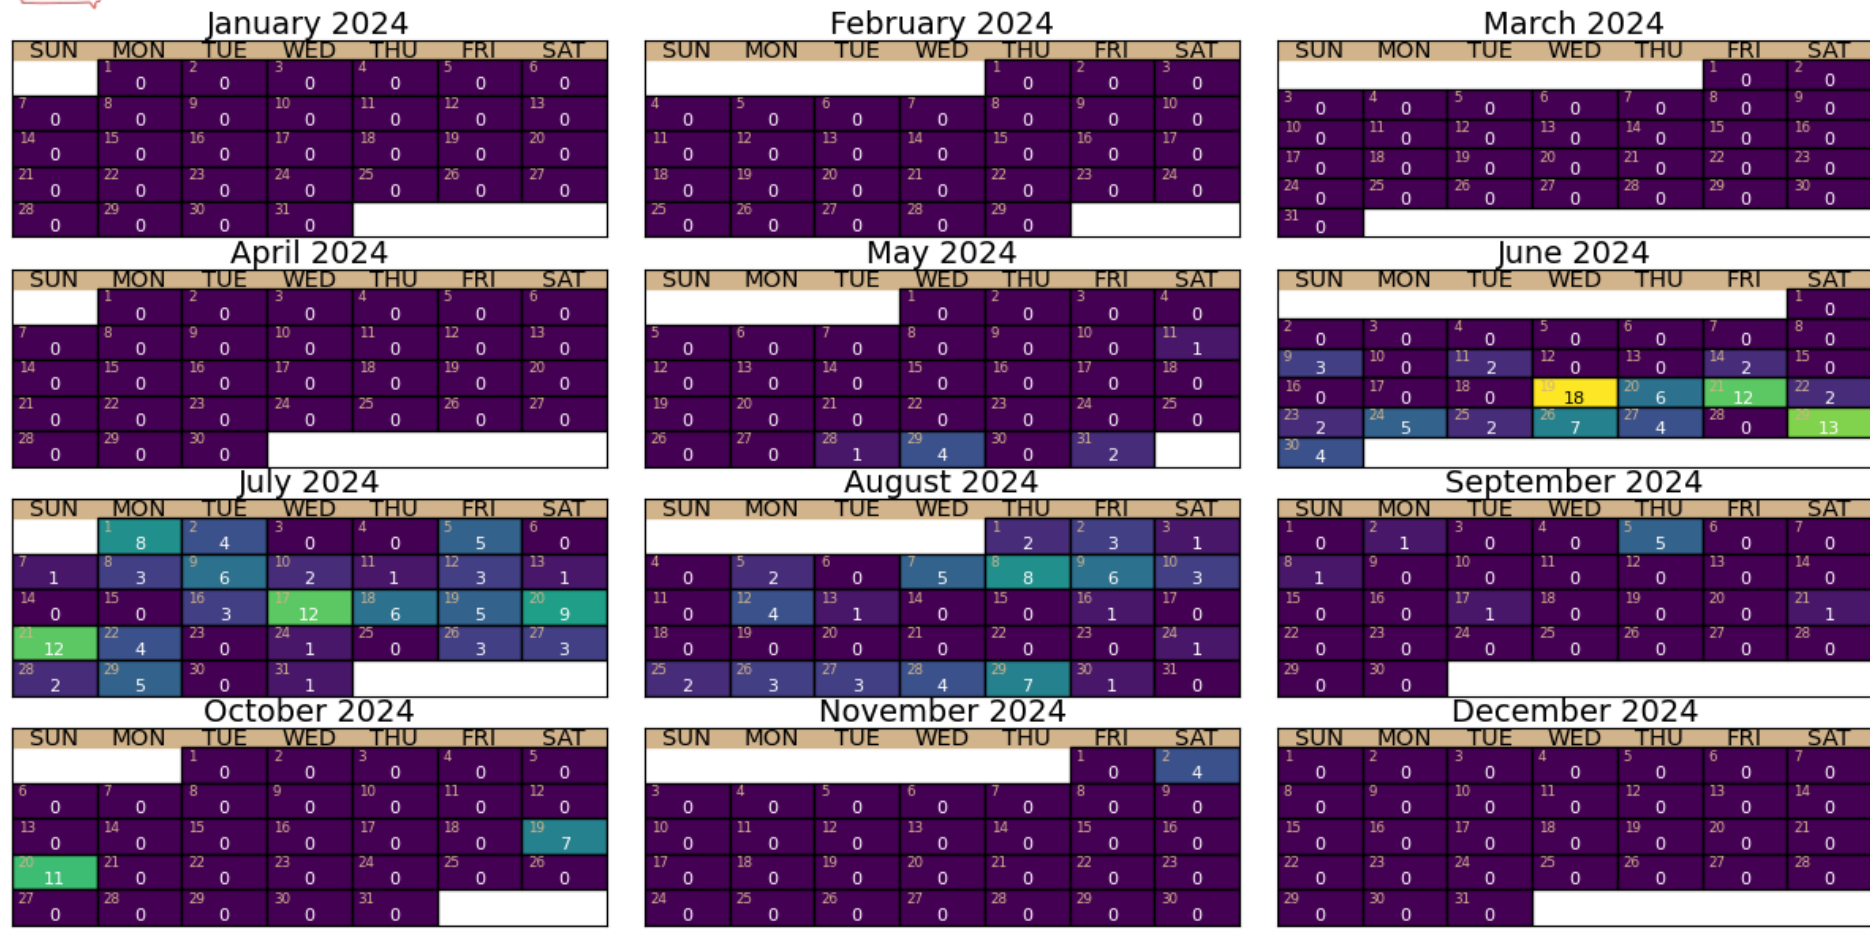 January 2024
SUN MON TUE WED THU FRI SAT
1 2 3 4 5 6
0 0 0 0 0 0
7 8 9 10 11 12 13
0 0 0 0 0 0 0
14 15 16 17 18 19 20
0 0 0 0 0 0 0
21 22 23 24 25 26 27
0 0 0 0 0 0 0
28 29 30 31
0 0 0 0
February 2024
SUN MON TUE WED THU FRI SAT
1 2 3
0 0 0
4 5 6 7 8 9 10
0 0 0 0 0 0 0
11 12 13 14 15 16 17
0 0 0 0 0 0 0
18 19 20 21 22 23 24
0 0 0 0 0 0 0
25 26 27 28 29
0 0 0 0 0
March 2024
SUN MON TUE WED THU FRI SAT
1 2
0 0
3 4 5 6 7 8 9
0 0 0 0 0 0 0
10 11 12 13 14 15 16
0 0 0 0 0 0 0
17 18 19 20 21 22 23
0 0 0 0 0 0 0
24 25 26 27 28 29 30
0 0 0 0 0 0 0
31
0
April 2024
SUN MON TUE WED THU FRI SAT
1 2 3 4 5 6
0 0 0 0 0 0
7 8 9 10 11 12 13
0 0 0 0 0 0 0
14 15 16 17 18 19 20
0 0 0 0 0 0 0
21 22 23 24 25 26 27
0 0 0 0 0 0 0
28 29 30
0 0 0
May 2024
SUN MON TUE WED THU FRI SAT
1 2 3 4
0 0 0 0
5 6 7 8 9 10 11
0 0 0 0 0 0 1
12 13 14 15 16 17 18
0 0 0 0 0 0 0
19 20 21 22 23 24 25
0 0 0 0 0 0 0
26 27 28 29 30 31
0 0 1 4 0 2
June 2024
SUN MON TUE WED THU FRI SAT
1
0
2 3 4 5 6 7 8
0 0 0 0 0 0 0
9 10 11 12 13 14 15
3 0 2 0 0 2 0
16 17 18 19 20 21 22
0 0 0 18 6 12 2
23 24 25 26 27 28 29
2 5 2 7 4 0 13
30
4
July 2024
SUN MON TUE WED THU FRI SAT
1 2 3 4 5 6
8 4 0 0 5 0
7 8 9 10 11 12 13
1 3 6 2 1 3 1
14 15 16 17 18 19 20
0 0 3 12 6 5 9
21 22 23 24 25 26 27
12 4 0 1 0 3 3
28 29 30 31
2 5 0 1
August 2024
SUN MON TUE WED THU FRI SAT
1 2 3
2 3 1
4 5 6 7 8 9 10
0 2 0 5 8 6 3
11 12 13 14 15 16 17
0 4 1 0 0 1 0
18 19 20 21 22 23 24
0 0 0 0 0 0 1
25 26 27 28 29 30 31
2 3 3 4 7 1 0
September 2024
SUN MON TUE WED THU FRI SAT
1 2 3 4 5 6 7
0 1 0 0 5 0 0
8 9 10 11 12 13 14
1 0 0 0 0 0 0
15 16 17 18 19 20 21
0 0 1 0 0 0 1
22 23 24 25 26 27 28
0 0 0 0 0 0 0
29 30
0 0
October 2024
SUN MON TUE WED THU FRI SAT
1 2 3 4 5
0 0 0 0 0
6 7 8 9 10 11 12
0 0 0 0 0 0 0
13 14 15 16 17 18 19
0 0 0 0 0 0 7
20 21 22 23 24 25 26
11 0 0 0 0 0 0
27 28 29 30 31
0 0 0 0 0
November 2024
SUN MON TUE WED THU FRI SAT
1 2
0 4
3 4 5 6 7 8 9
0 0 0 0 0 0 0
10 11 12 13 14 15 16
0 0 0 0 0 0 0
17 18 19 20 21 22 23
0 0 0 0 0 0 0
24 25 26 27 28 29 30
0 0 0 0 0 0 0
December 2024
SUN MON TUE WED THU FRI SAT
1 2 3 4 5 6 7
0 0 0 0 0 0 0
8 9 10 11 12 13 14
0 0 0 0 0 0 0
15 16 17 18 19 20 21
0 0 0 0 0 0 0
22 23 24 25 26 27 28
0 0 0 0 0 0 0
29 30 31
0 0 0